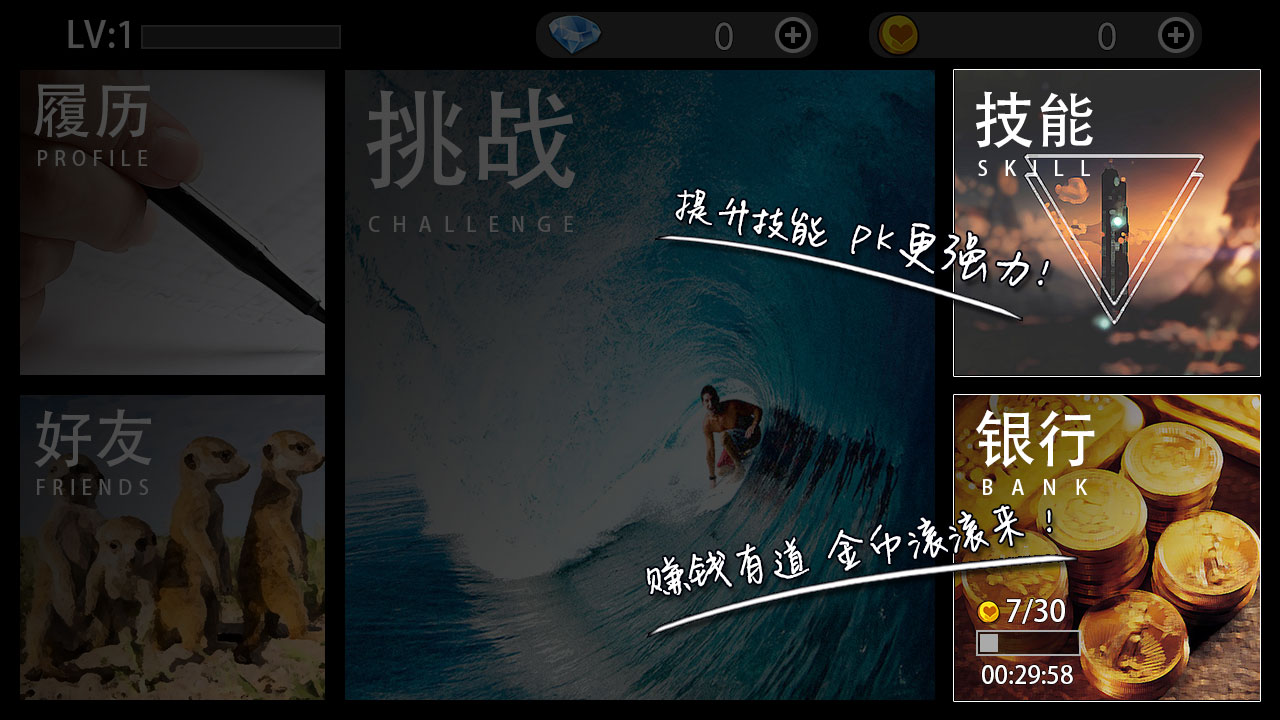 LV:1
0
0
履历
PROFILE
挑战
CHALLENGE
技能
SKILL
提升技能 PK更强力!
好友
FRIENDS
银行
BANK
赚钱有道 金币滚滚来!
7/30
00:29:58